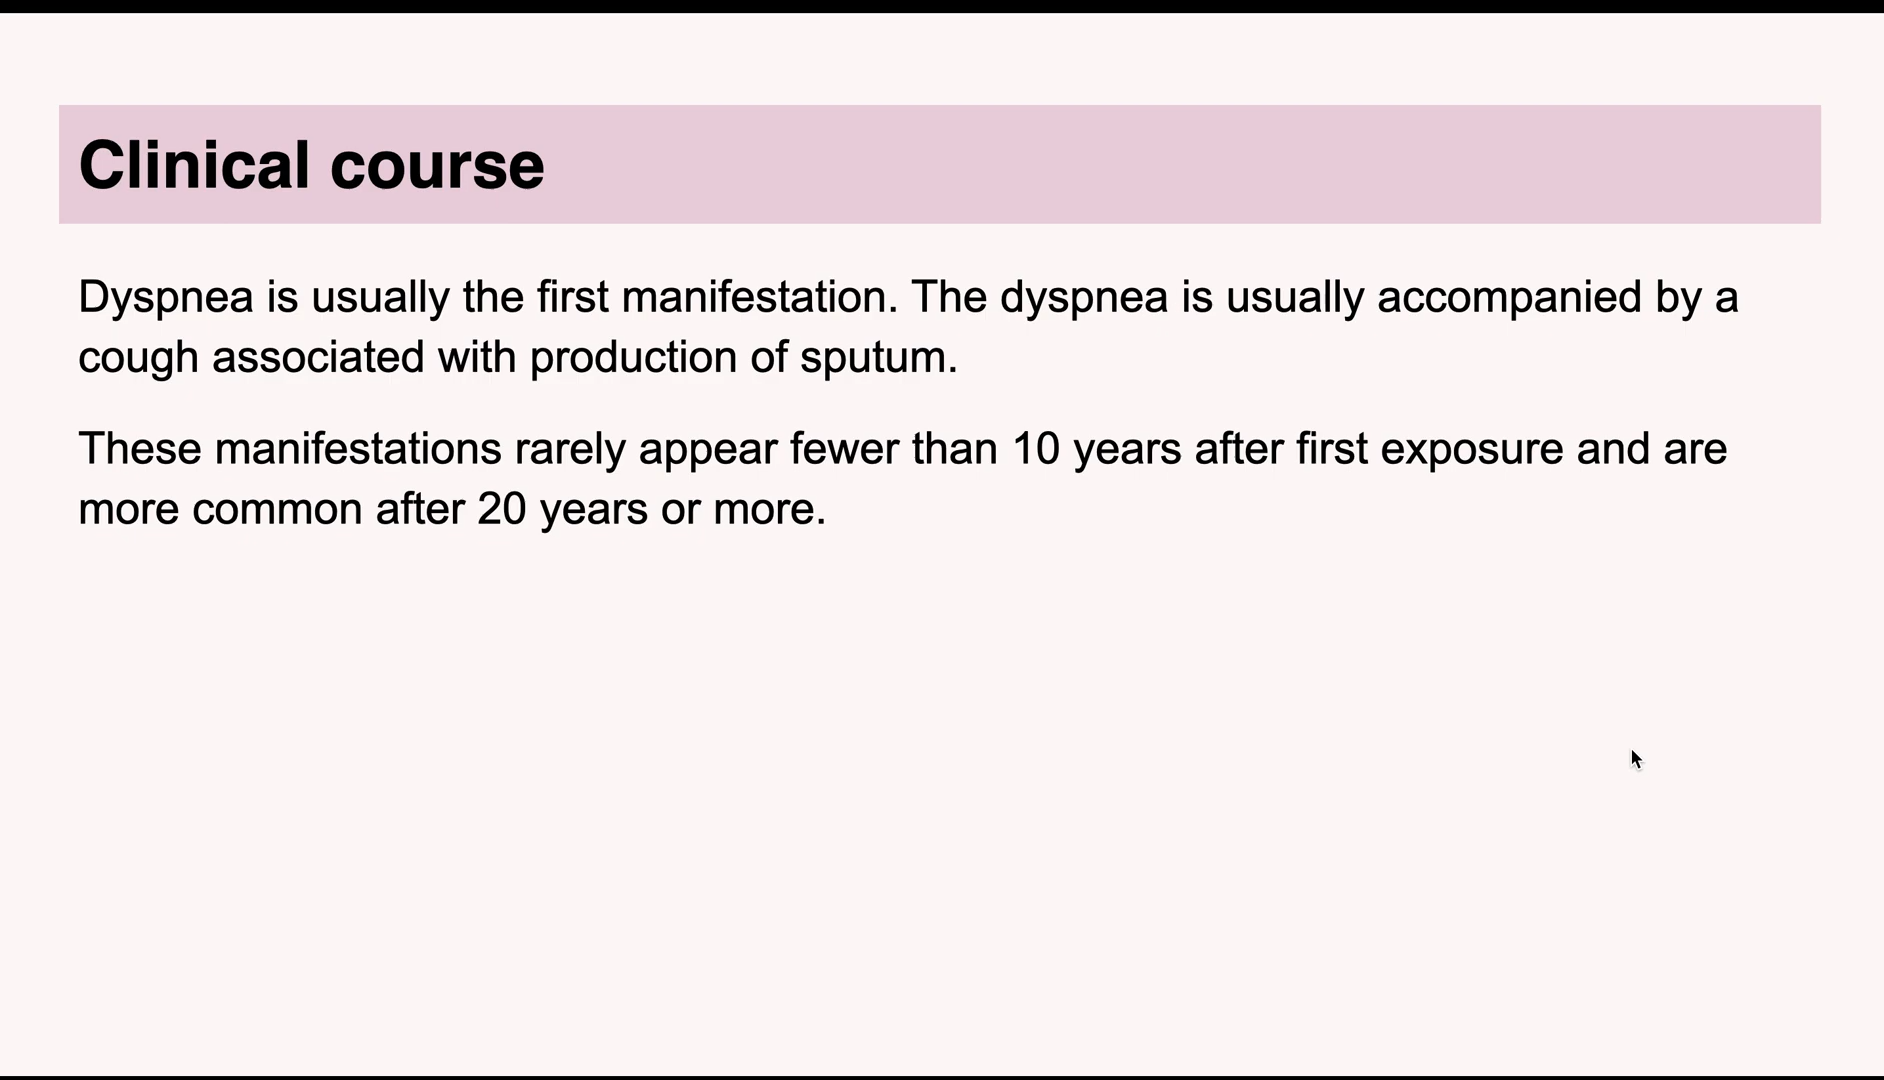 Clinical course
Dyspnea is usually the first manifestation. The dyspnea is usually accompanied by a
cough associated with production of sputum.
These manifestations rarely appear fewer than 10 years after first exposure and are
more common after 20 years or more.